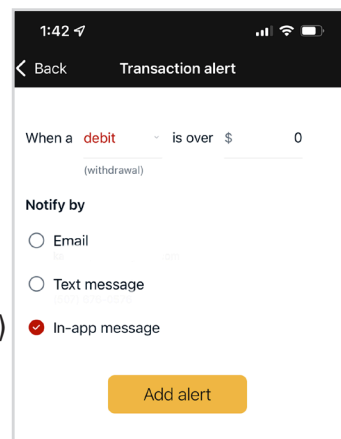 1:42
Back Transaction alert
When a debit is over $ 0
(withdrawal)
Notify by
Email
Text message
In-app message
)
Add alert